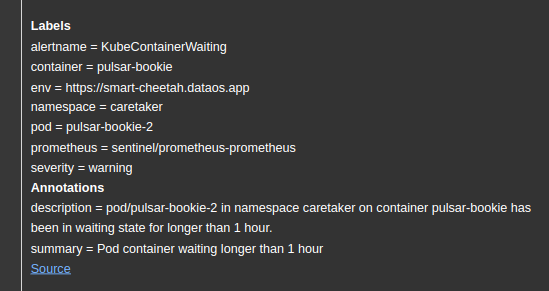 Labels
alertname = KubeContainerWaiting
container = pulsar-bookie
env = https://smart-cheetah.dataos.app
namespace = caretaker
pod = pulsar-bookie-2
prometheus = sentinel/prometheus-prometheus
severity = warning
Annotations
description = pod/pulsar-bookie-2 in namespace caretaker on container pulsar-bookie has
been in waiting state for longer than 1 hour.
summary = Pod container waiting longer than 1 hour
Source